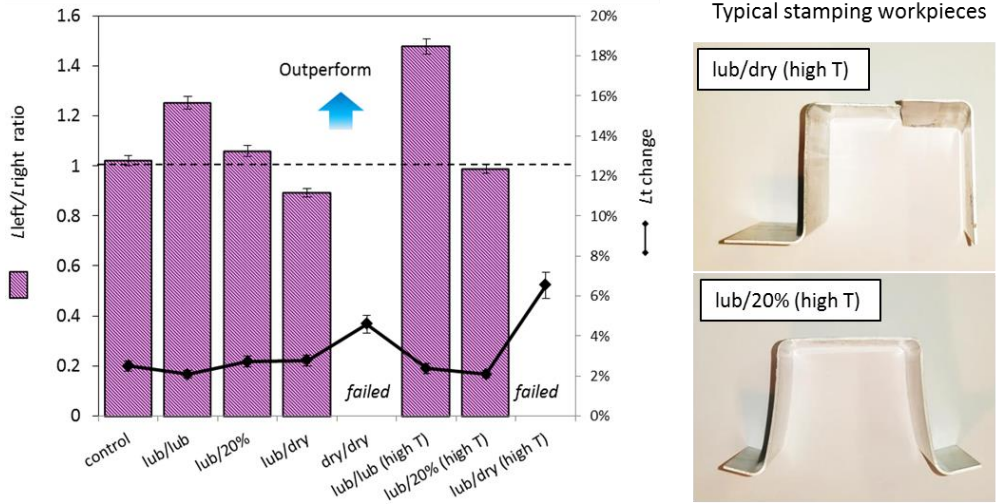 Typical stamping workpieces
lub/dry (high T)
lub/20% (high T)
Lleft/Lright ratio
1.6
1.4
1.2
1
0.8
0.6
0.4
0.2
0
Outperform
failed
failed
20%
18%
16%
14%
12%
10%
8%
6%
4%
2%
0%
Lt change
control
lub/lub
lub/20%
lub/dry
dry/dry
lub/lub (high T)
lub/20% (high T)
lub/dry (high T)